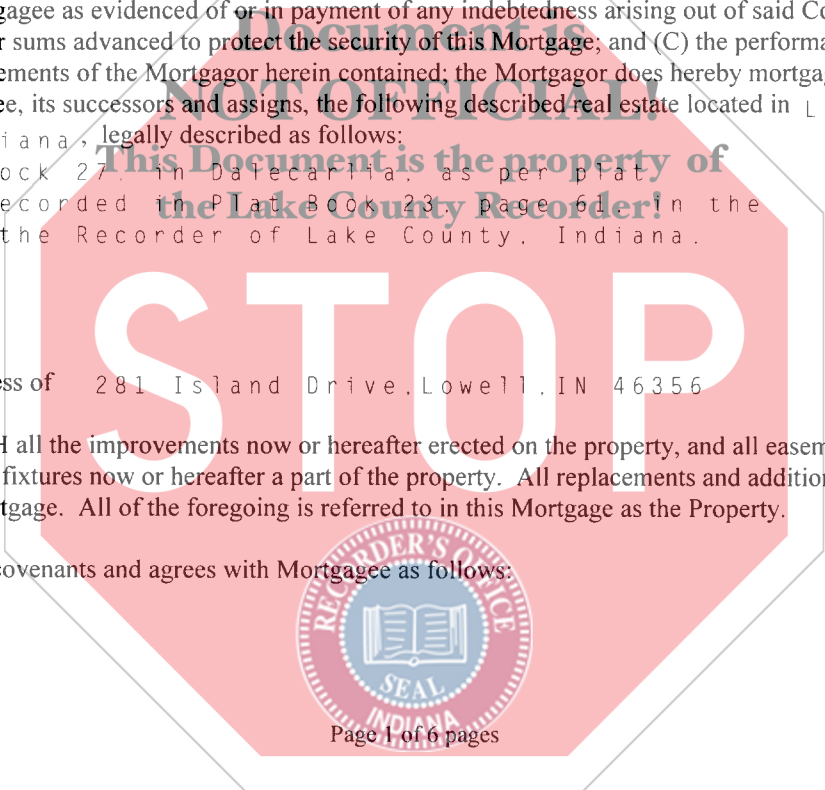 gagee as evidenced of or in payment of any indebtedness arising out of said Co
Document is
r sums advanced to protect the security of this Mortgage; and (C) the performa
ements of the Mortgagor herein contained; the Mortgagor does hereby mortgag
NOT OFFICIAL!
ee, its successors and assigns, the following described real estate located in L
iana, legally described as follows:
This Document is the property of
ock 27, in Dalecarlia, as per plat
the Lake County Recorder!
ecorded in Plat Book 23, page 61, in the
the Recorder of Lake County, Indiana.
STOP
ess of 281 Island Drive,Lowell,IN 46356
H all the improvements now or hereafter erected on the property, and all easem
fixtures now or hereafter a part of the property. All replacements and addition
tgage. All of the foregoing is referred to in this Mortgage as the Property.
covenants and agrees with Mortgagee as follows:
RECORDER'S OFFICE
SEAL
INDIANA
Page 1 of 6 pages